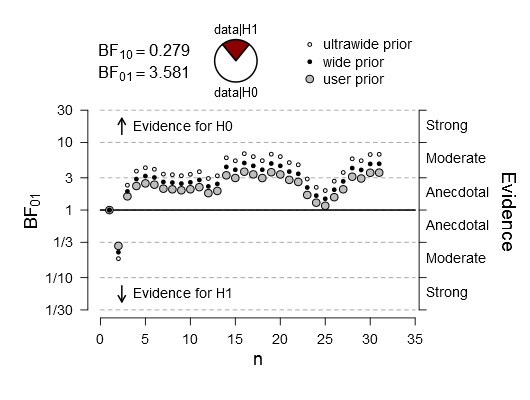 data|H1
BF10 = 0.279
BF01 = 3.581
data|H0
ultrawide prior
wide prior
user prior
30
10
3
1
1/3
1/10
1/30
BF01
Evidence for H0
Evidence for H1
Strong
Moderate
Anecdotal
Anecdotal
Moderate
Strong
Evidence
0 5 10 15 20 25 30 35
n